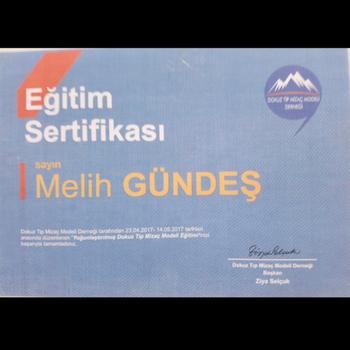 Eğitim
Sertifikası
DOKUZ TİP MİZAÇ MODELİ
DERNEĞİ
sayın
Melih GÜNDEŞ
Dokuz Tip Mizaç Modeli Derneği tarafından 23.04.2017- 14.05.2017 tarihleri
arasında düzenlenen "Yoğunlaştırılmış Dokuz Tip Mizaç Modeli Eğitimi"nizi
başarıyla tamamladınız.
Dokuz Tip Mizaç Modeli Derneği
Başkan
Ziya Selçuk